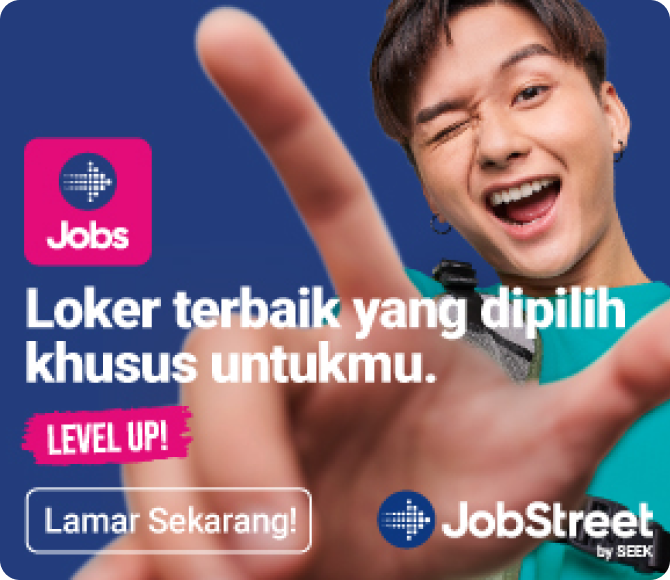 Jobs
Loker terbaik yang dipilih
khusus untukmu.
LEVEL UP!
Lamar Sekarang!
JobStreet
by SEEK